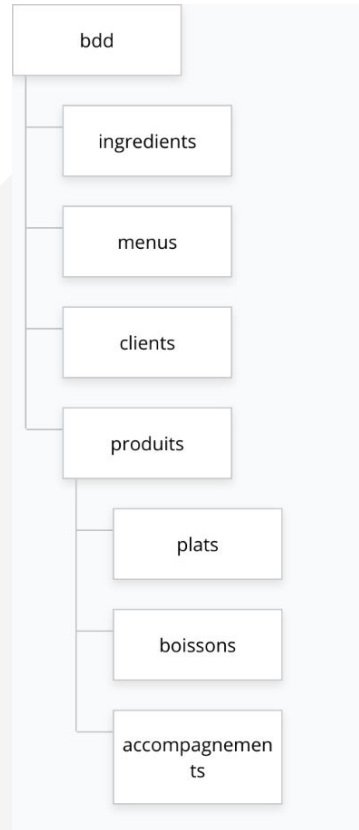 bdd
ingredients
menus
clients
produits
plats
boissons
accompagnemen
ts